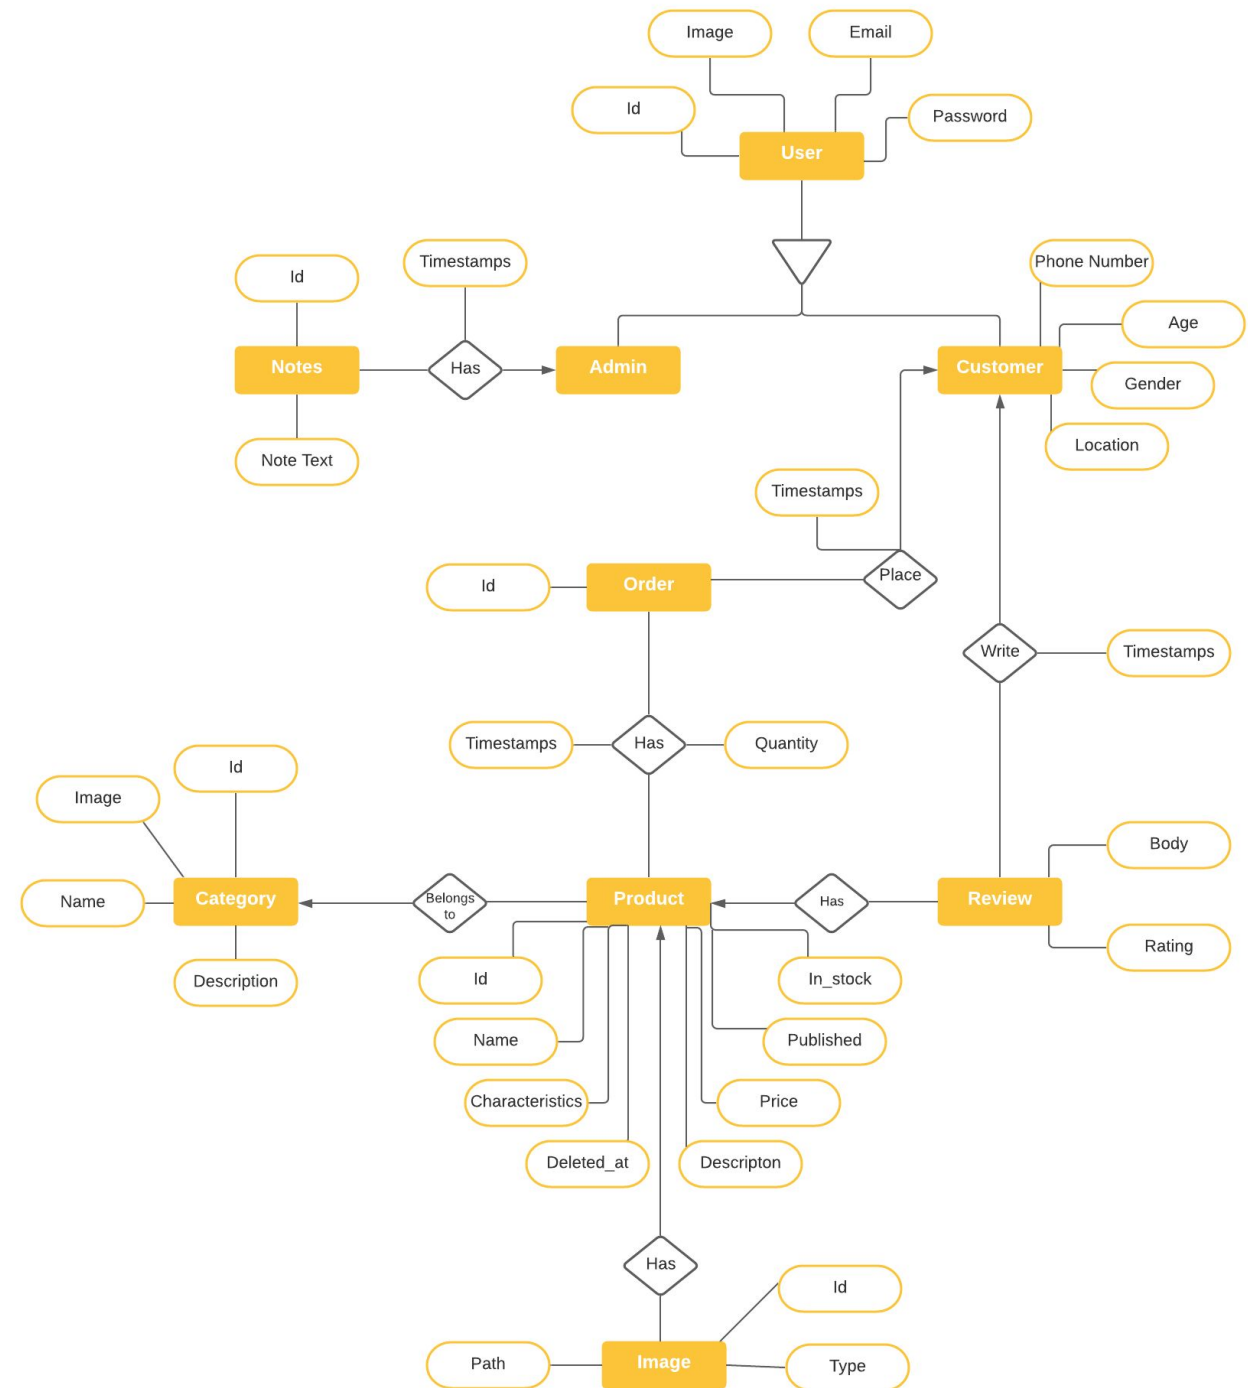 Image
Email
Id
Password
User
Phone Number
Id
Timestamps
Age
Notes
Has
Admin
Customer
Gender
Note Text
Location
Timestamps
Id
Order
Place
Write
Timestamps
Timestamps
Has
Quantity
Id
Image
Body
Name
Category
Belongs
to
Product
Has
Review
Rating
Description
Id
In_stock
Name
Published
Characteristics
Price
Deleted_at
Descripton
Has
Id
Path
Image
Type